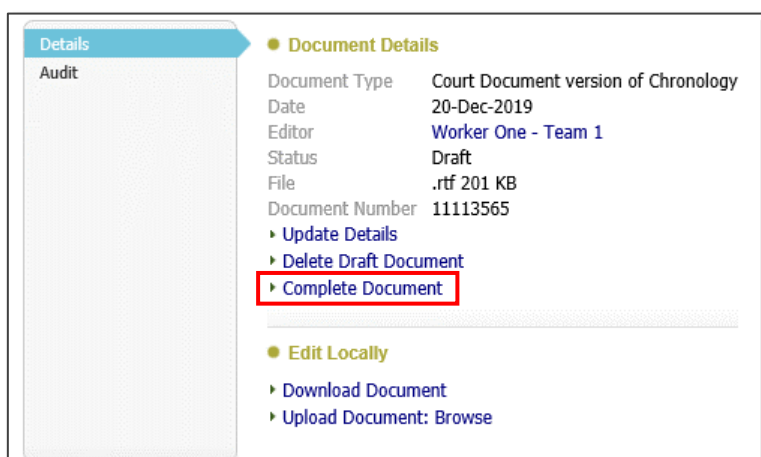 Details
Audit
Document Details
Document Type Court Document version of Chronology
Date 20-Dec-2019
Editor Worker One - Team 1
Status Draft
File .rtf 201 KB
Document Number 11113565
Update Details
Delete Draft Document
Complete Document
Edit Locally
Download Document
Upload Document: Browse